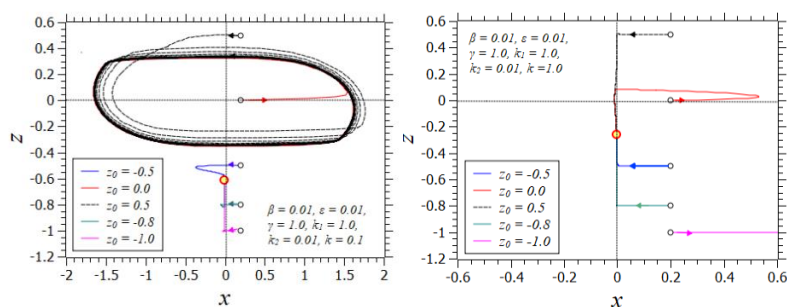 0.6
0.4
0.2
0
-0.2
-0.4
-0.6
-0.8
-1
-1.2
z
z₀ = -0.5
z₀ = 0.0
z₀ = 0.5
z₀ = -0.8
z₀ = -1.0
β = 0.01, ε = 0.01,
γ = 1.0, k₁ = 1.0,
k₂ = 0.01, k = 0.1
-2 -1.5 -1 -0.5 0 0.5 1 1.5 2
x
0.6
0.4
0.2
0
-0.2
-0.4
-0.6
-0.8
-1
-1.2
z
β = 0.01, ε = 0.01,
γ = 1.0, k₁ = 1.0,
k₂ = 0.01, k =1.0
z₀ = -0.5
z₀ = 0.0
z₀ = 0.5
z₀ = -0.8
z₀ = -1.0
-0.6 -0.4 -0.2 0 0.2 0.4 0.6
x